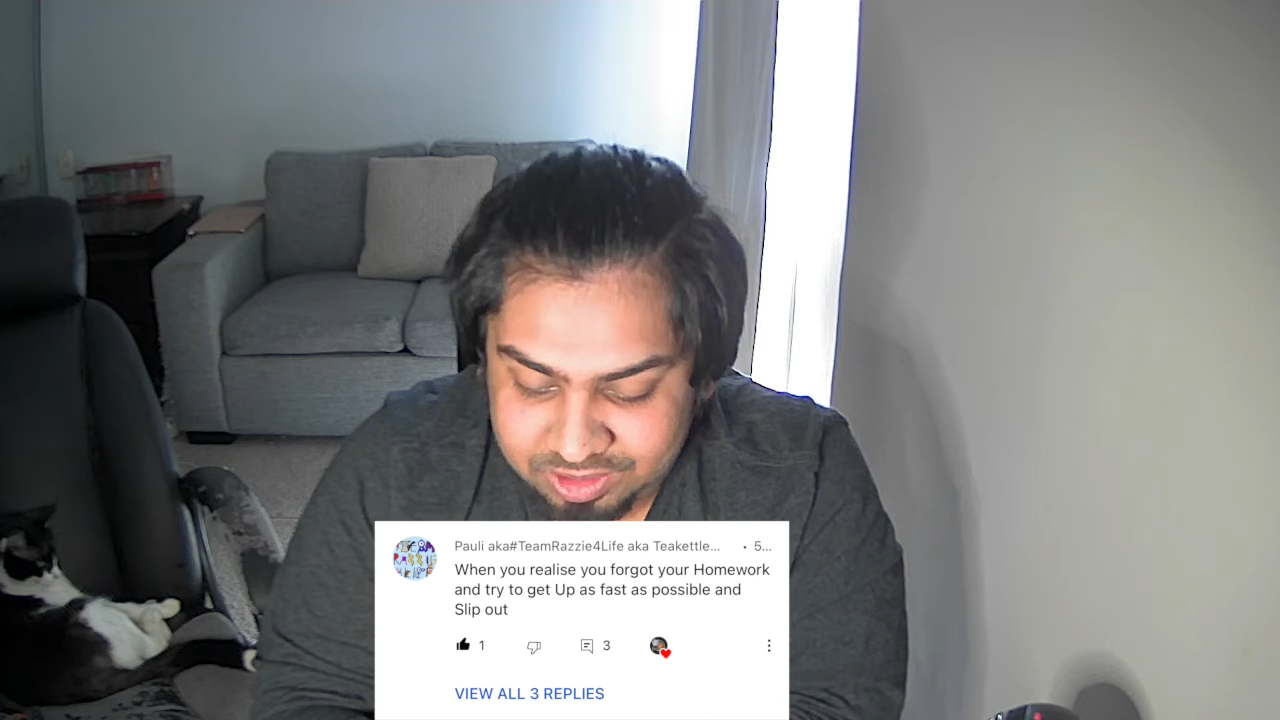 Pauli aka#TeamRazzie4Life aka Teakettle... • 5...
When you realise you forgot your Homework
and try to get Up as fast as possible and
Slip out
1 3
VIEW ALL 3 REPLIES